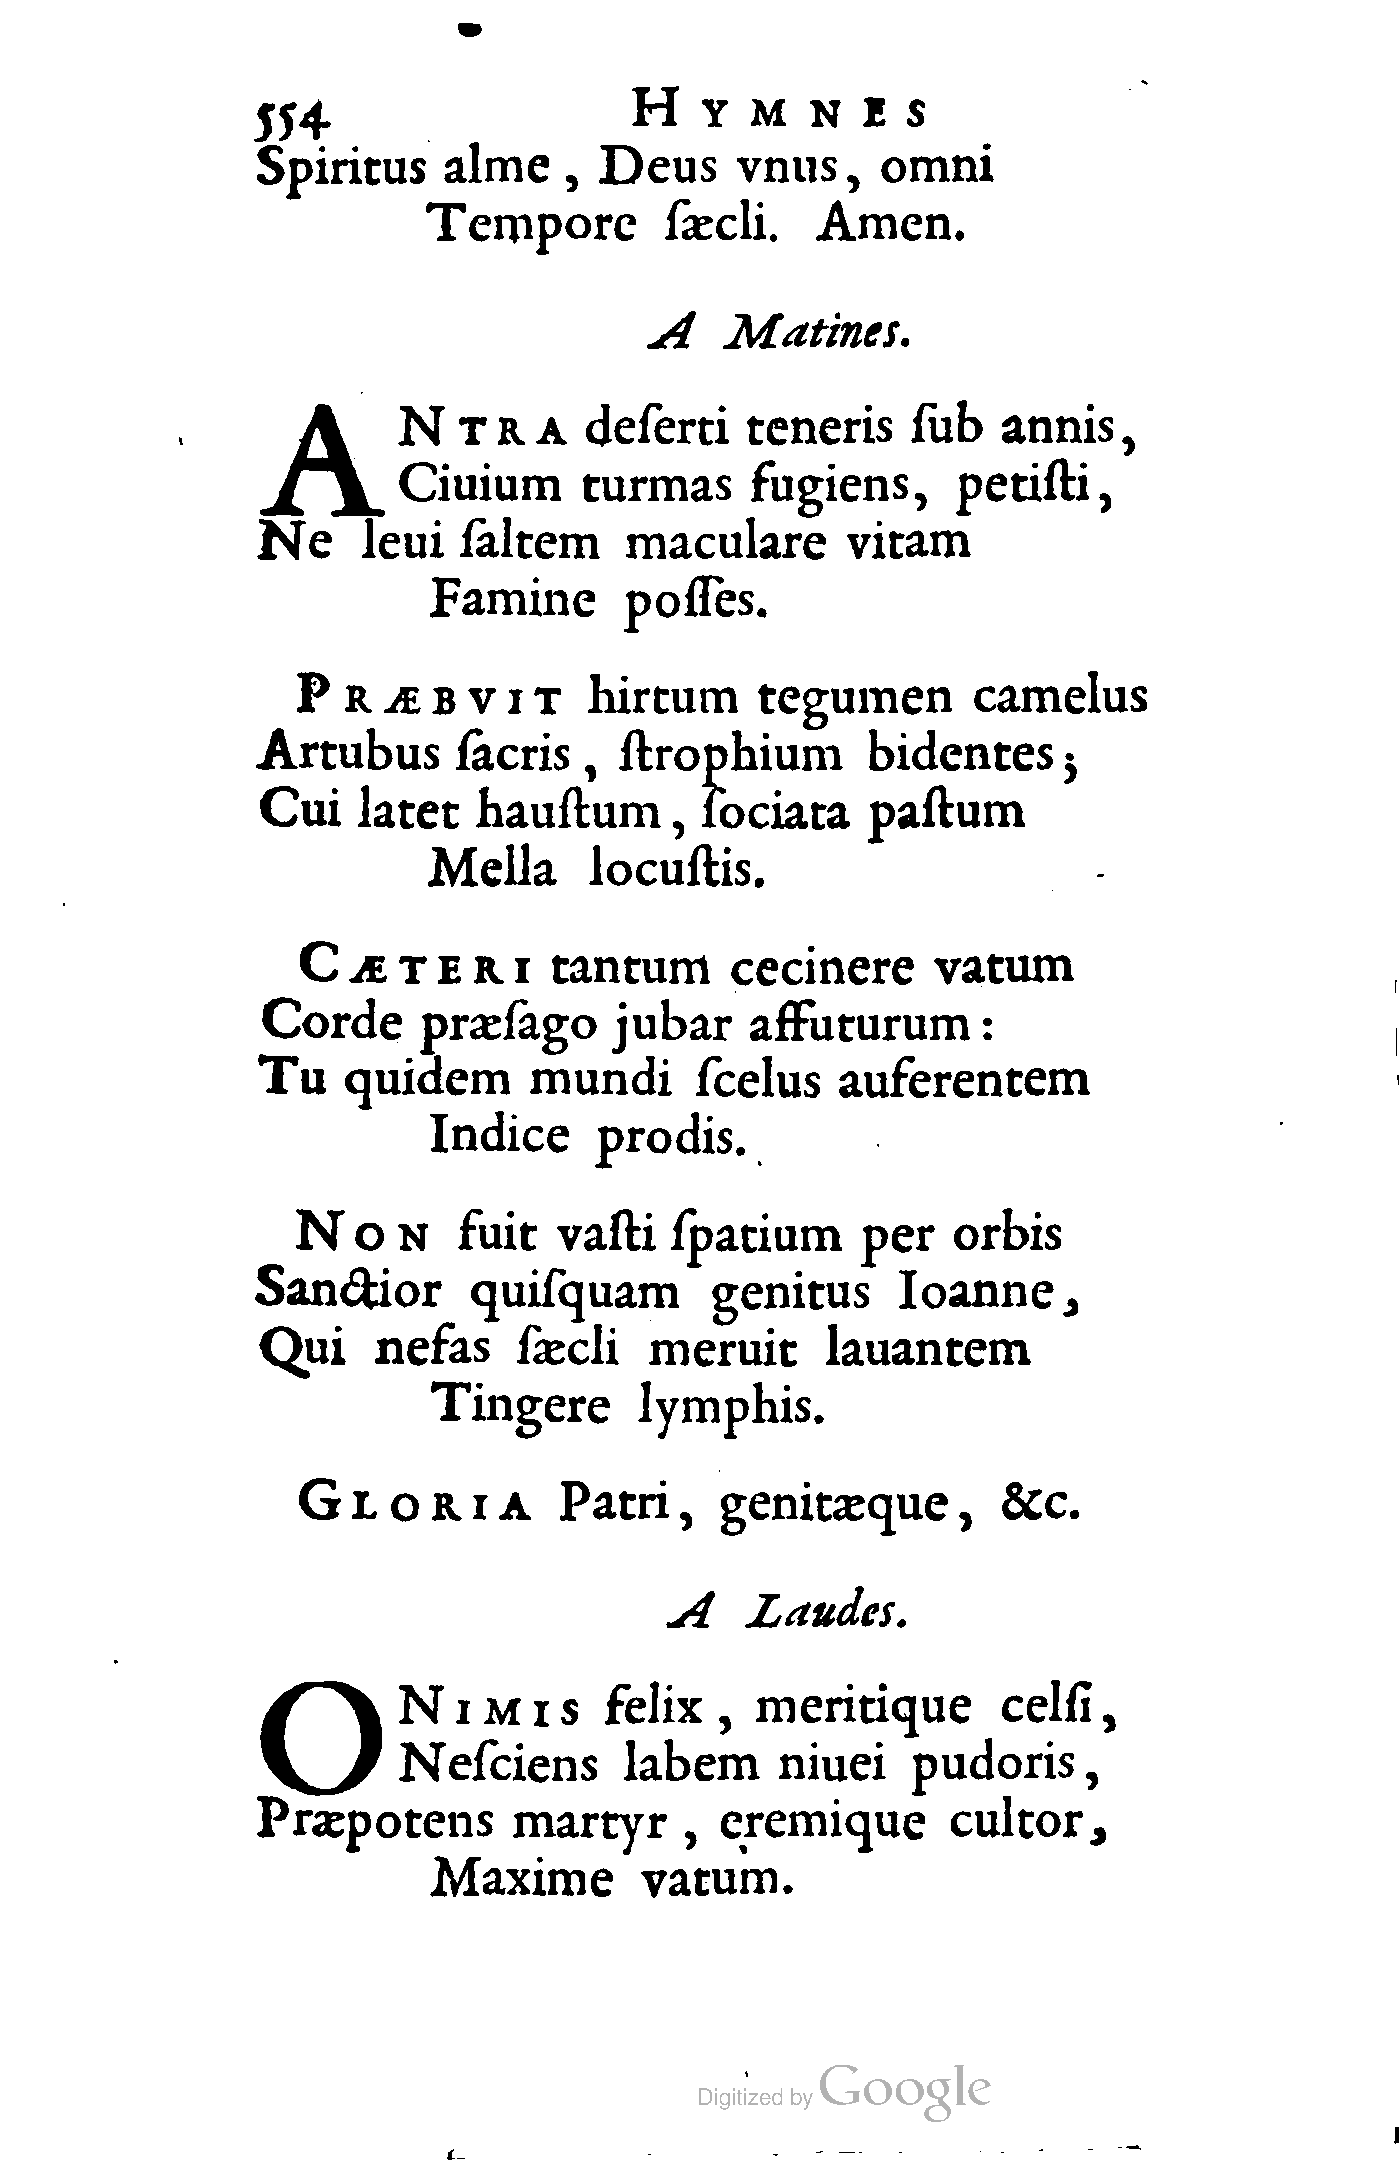 554 HYMNES
Spiritus alme, Deus vnus, omni
Tempore ſæcli. Amen.
A Matines.
ANTRA deſerti teneris ſub annis,
Ciuium turmas fugiens, petiſti,
Ne leui ſaltem maculare vitam
Famine poſſes.
PRÆBVIT hirtum tegumen camelus
Artubus ſacris, ſtrophium bidentes;
Cui latet hauſtum, ſociata paſtum
Mella locuſtis.
CÆTERI tantum cecinere vatum
Corde præſago jubar affuturum:
Tu quidem mundi ſcelus auferentem
Indice prodis.
NON fuit vaſti ſpatium per orbis
Sanctior quiſquam genitus Ioanne,
Qui nefas ſæcli meruit lauantem
Tingere lymphis.
GLORIA Patri, genitæque, &c.
A Laudes.
O NIMIS felix, meritique celſi,
Neſciens labem niuei pudoris,
Præpotens martyr, eremique cultor,
Maxime vatum.
Digitized by Google